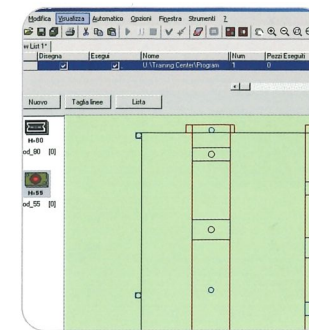 Modifica Visualizza Automatico Opzioni Finestra Strumenti ?
w List 1*
Disegna Esegui Nome Num Pezzi Eseguiti
U:\Training Center\Program 1 0
Nuovo Taglia linee Lista
H=80
od_80 [0]
H=55
od_55 [0]